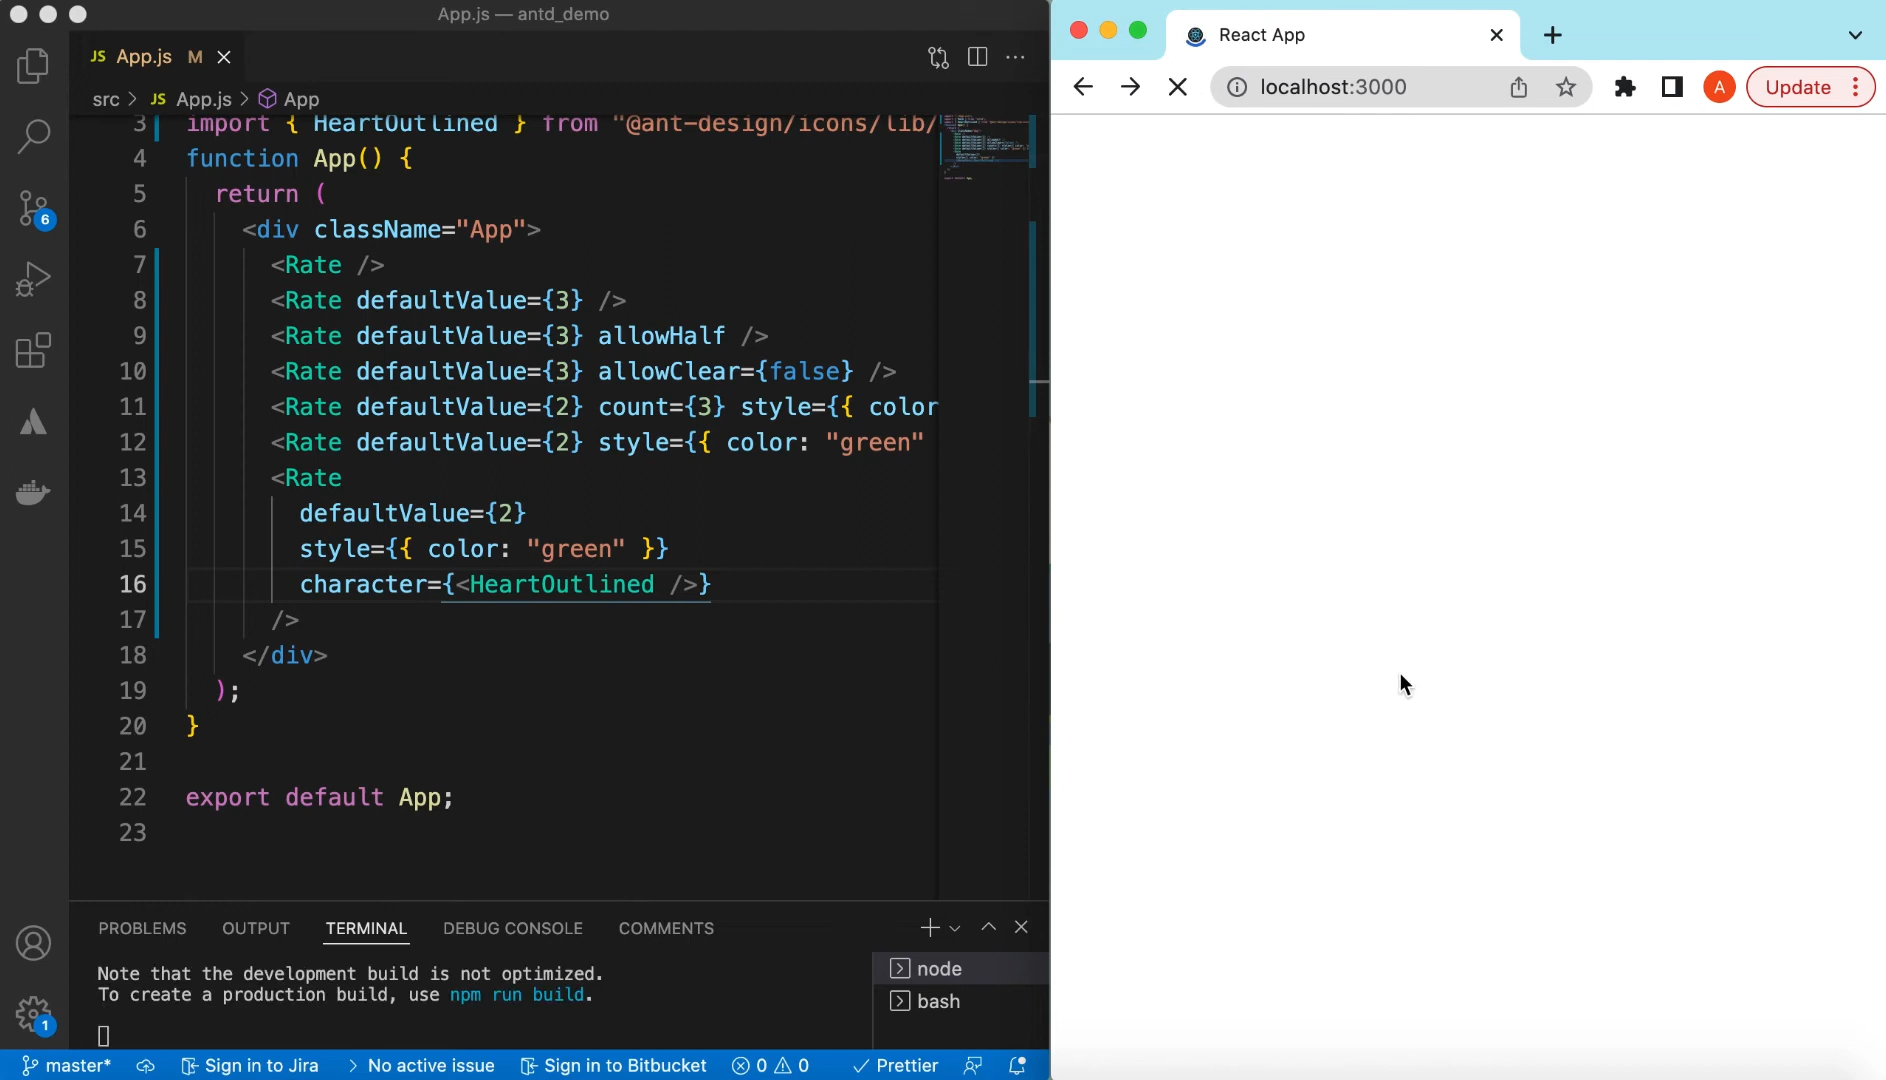 App.js — antd_demo
JS App.js M
src > JS App.js > App
3 import { HeartOutlined } from "@ant-design/icons/lib/
4 function App() {
5 return (
6 <div className="App">
7 <Rate />
8 <Rate defaultValue={3} />
9 <Rate defaultValue={3} allowHalf />
10 <Rate defaultValue={3} allowClear={false} />
11 <Rate defaultValue={2} count={3} style={{ color
12 <Rate defaultValue={2} style={{ color: "green"
13 <Rate
14 defaultValue={2}
15 style={{ color: "green" }}
16 character={<HeartOutlined />}
17 />
18 </div>
19 );
20 }
21
22 export default App;
23
6
1
PROBLEMS OUTPUT TERMINAL DEBUG CONSOLE COMMENTS
Note that the development build is not optimized.
To create a production build, use npm run build.
node
bash
master* Sign in to Jira > No active issue Sign in to Bitbucket 0 0 Prettier
React App
localhost:3000
A
Update